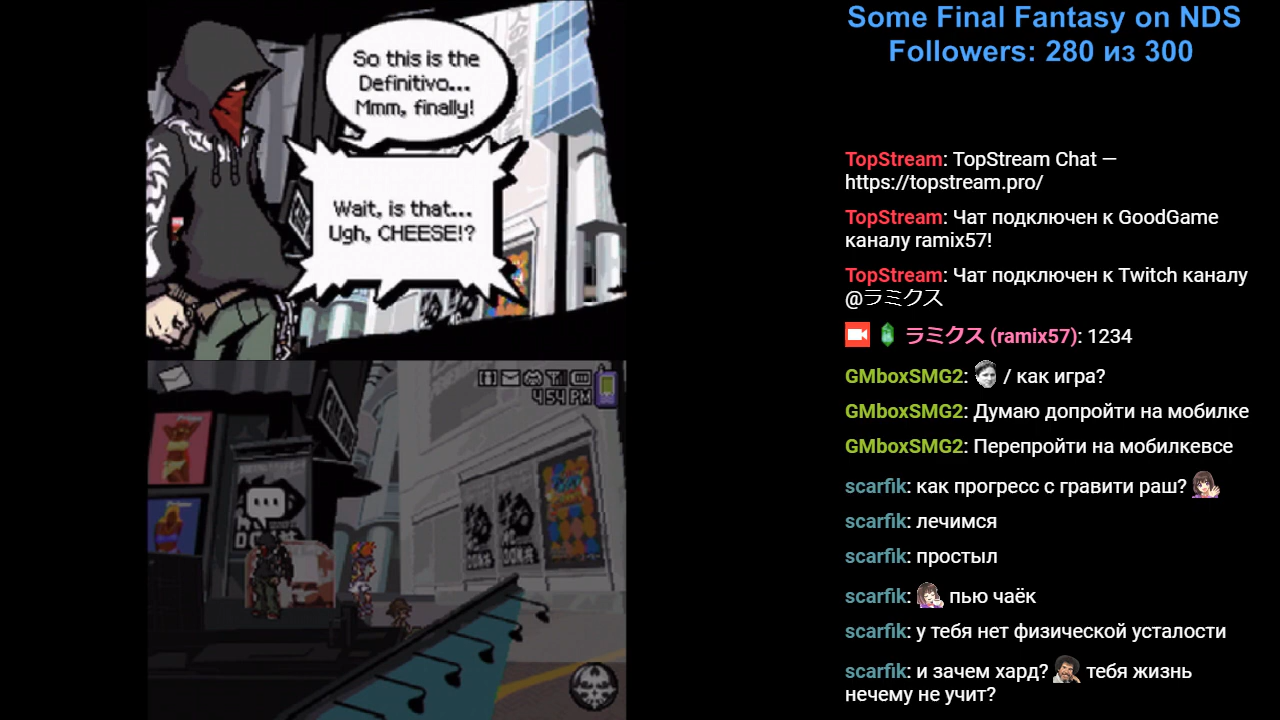 So this is the
Definitivo...
Mmm, finally!
Wait, is that...
Ugh, CHEESE!?
4:54 PM
Some Final Fantasy on NDS
Followers: 280 из 300
TopStream: TopStream Chat —
https://topstream.pro/
TopStream: Чат подключен к GoodGame
каналу ramix57!
TopStream: Чат подключен к Twitch каналу
@ラミクス
ラミクス (ramix57): 1234
GMboxSMG2: / как игра?
GMboxSMG2: Думаю допройти на мобилке
GMboxSMG2: Перепройти на мобилкевсе
scarfik: как прогресс с гравити раш?
scarfik: лечимся
scarfik: простыл
scarfik: пью чаёк
scarfik: у тебя нет физической усталости
scarfik: и зачем хард? тебя жизнь
нечему не учит?